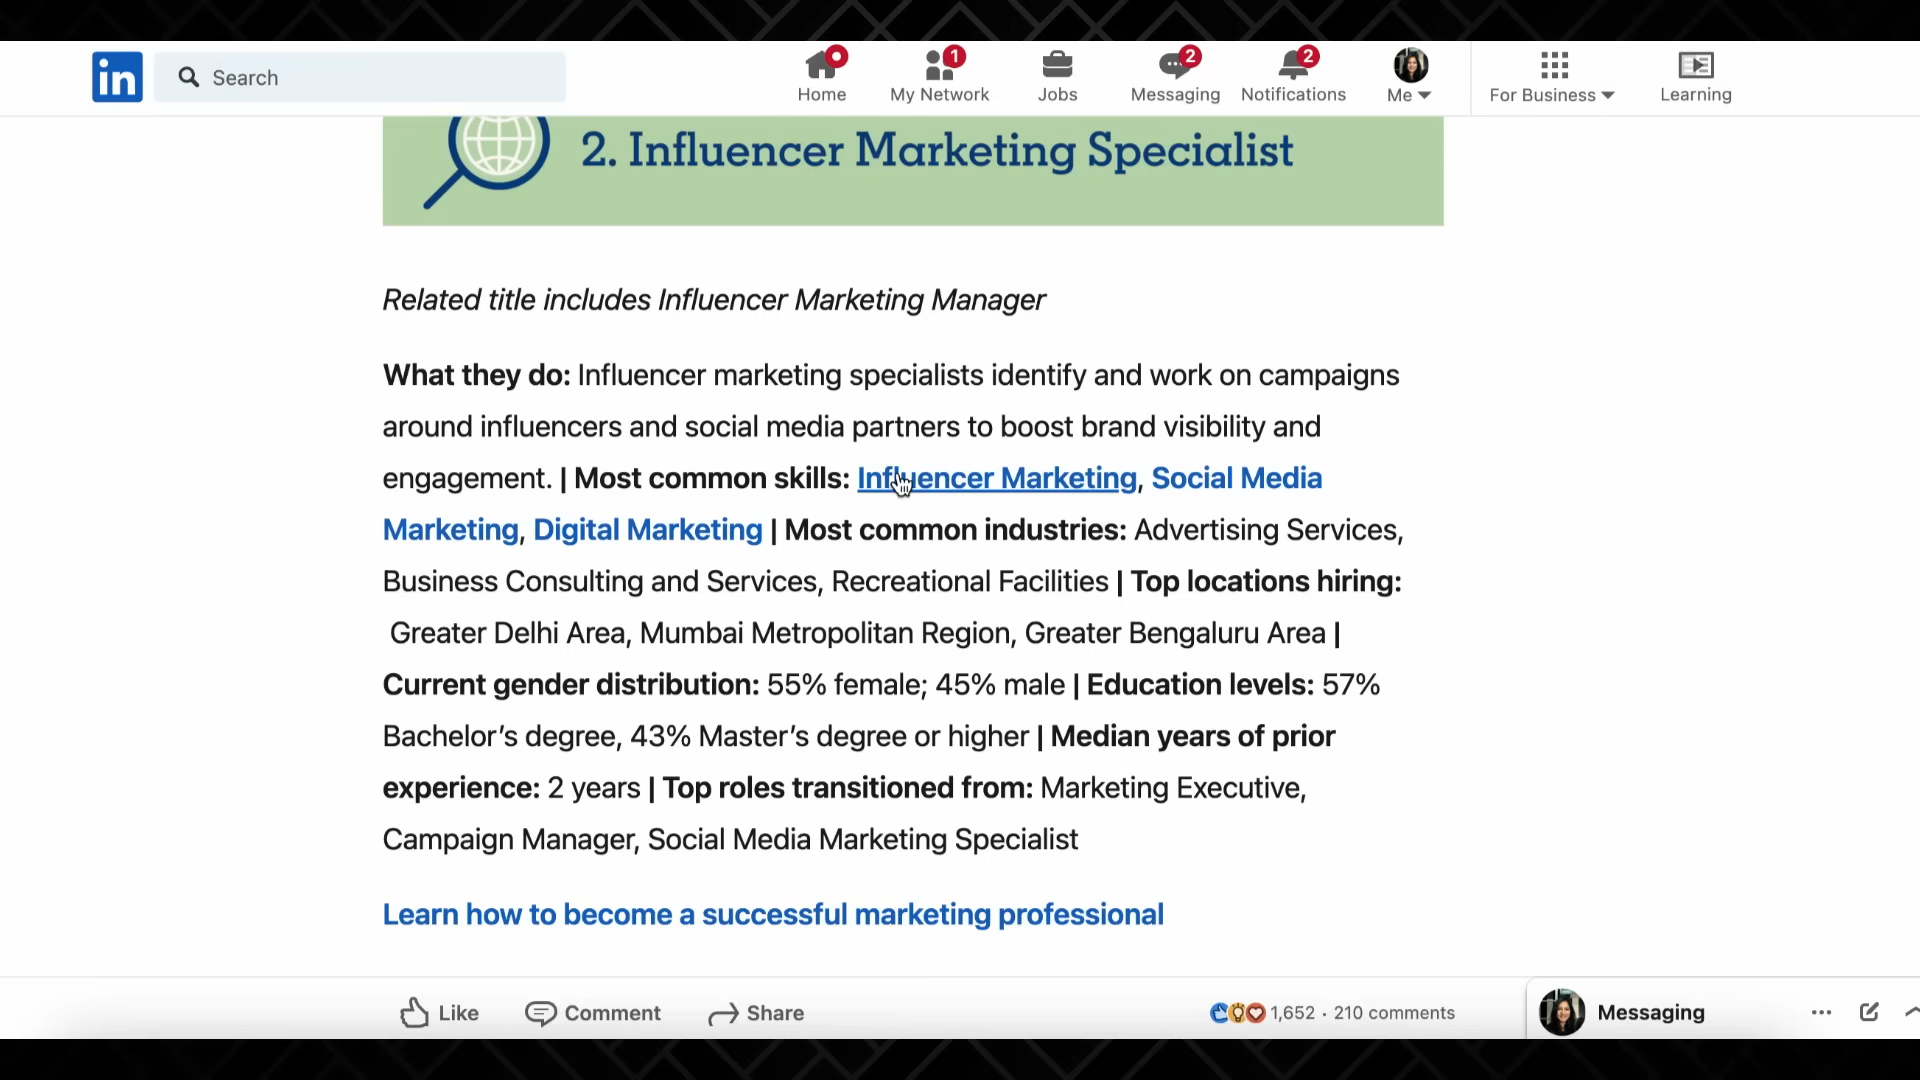 in
Search
1
2
2
Home
My Network
Jobs
Messaging
Notifications
Me
For Business
Learning
2. Influencer Marketing Specialist
Related title includes Influencer Marketing Manager
What they do: Influencer marketing specialists identify and work on campaigns
around influencers and social media partners to boost brand visibility and
engagement. | Most common skills: Influencer Marketing, Social Media
Marketing, Digital Marketing | Most common industries: Advertising Services,
Business Consulting and Services, Recreational Facilities | Top locations hiring:
Greater Delhi Area, Mumbai Metropolitan Region, Greater Bengaluru Area |
Current gender distribution: 55% female; 45% male | Education levels: 57%
Bachelor’s degree, 43% Master’s degree or higher | Median years of prior
experience: 2 years | Top roles transitioned from: Marketing Executive,
Campaign Manager, Social Media Marketing Specialist
Learn how to become a successful marketing professional
Like
Comment
Share
1,652 · 210 comments
Messaging